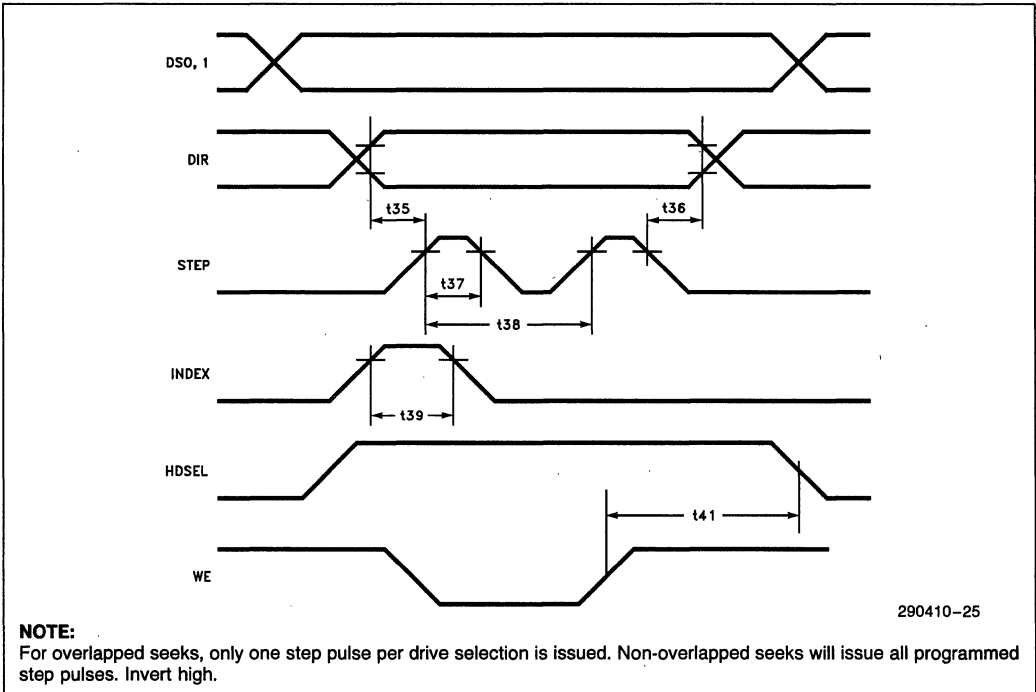 DS0, 1
DIR
t35
t36
STEP
t37
t38
INDEX
t39
HDSEL
t41
WE
290410-25
NOTE:
For overlapped seeks, only one step pulse per drive selection is issued. Non-overlapped seeks will issue all programmed
step pulses. Invert high.